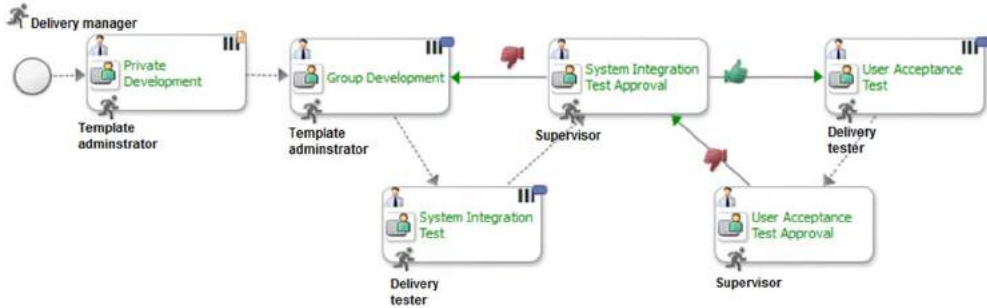 Delivery manager
Private
Development
Template
adminstrator
Group Development
Template
adminstrator
System Integration
Test Approval
Supervisor
User Acceptance
Test
Delivery
tester
System Integration
Test
Delivery
tester
User Acceptance
Test Approval
Supervisor